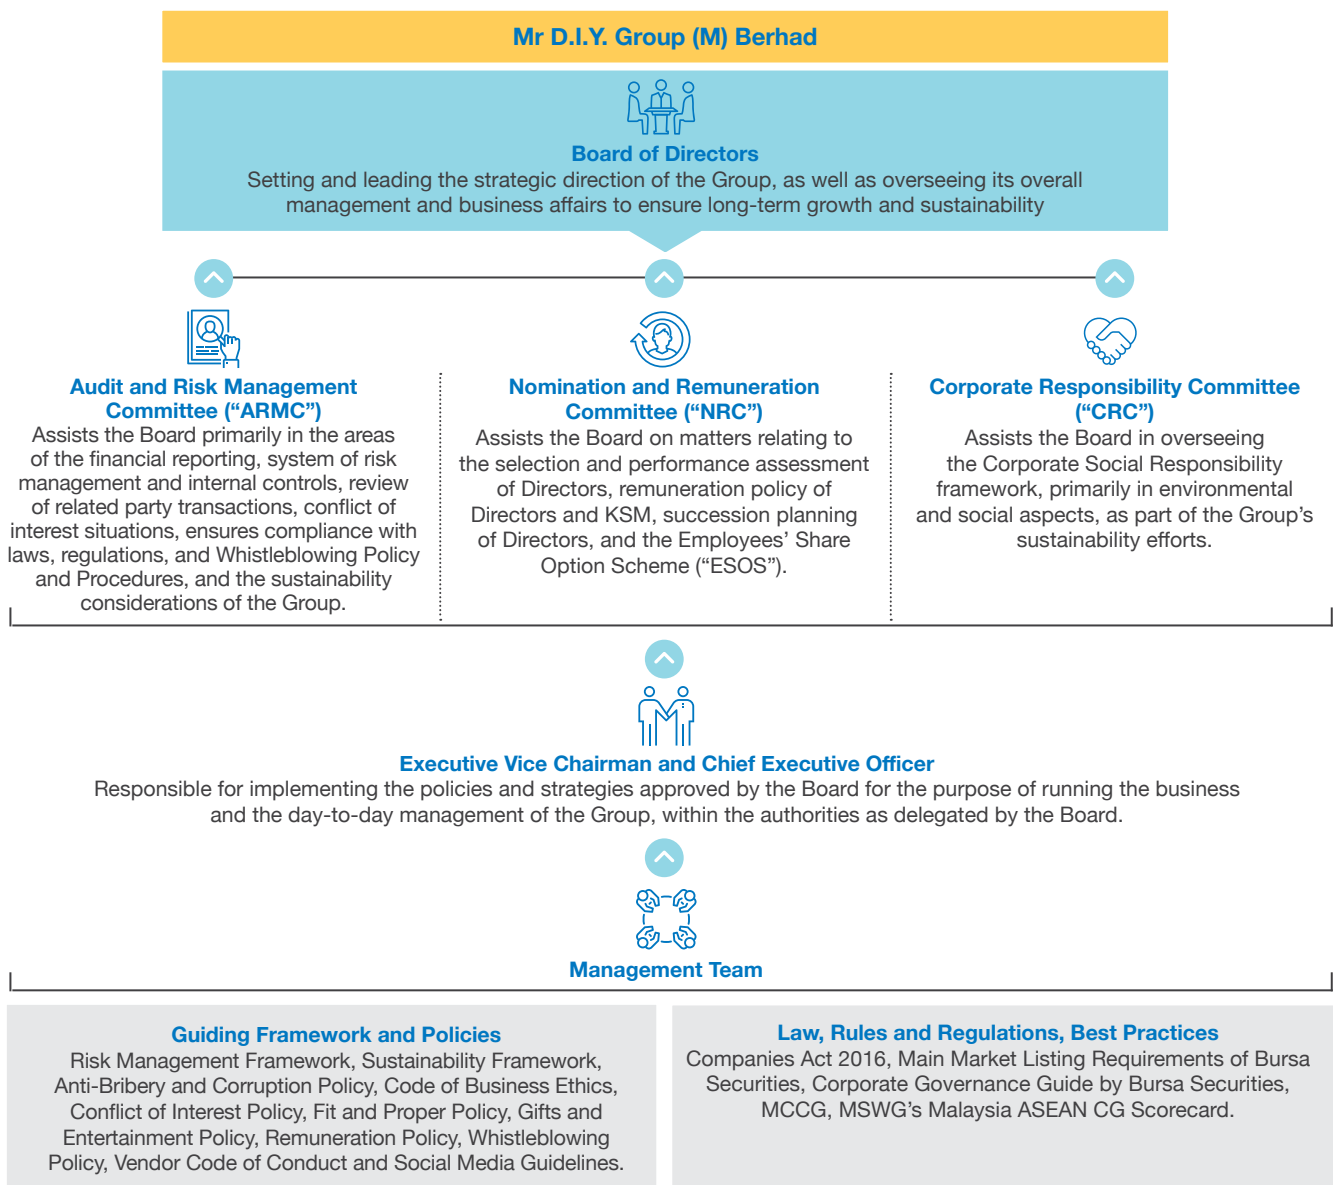 Mr D.I.Y. Group (M) Berhad
Board of Directors
Setting and leading the strategic direction of the Group, as well as overseeing its overall
management and business affairs to ensure long-term growth and sustainability
Audit and Risk Management
Committee (“ARMC”)
Assists the Board primarily in the areas
of the financial reporting, system of risk
management and internal controls, review
of related party transactions, conflict of
interest situations, ensures compliance with
laws, regulations, and Whistleblowing Policy
and Procedures, and the sustainability
considerations of the Group.
Nomination and Remuneration
Committee (“NRC”)
Assists the Board on matters relating to
the selection and performance assessment
of Directors, remuneration policy of
Directors and KSM, succession planning
of Directors, and the Employees’ Share
Option Scheme (“ESOS”).
Corporate Responsibility Committee
(“CRC”)
Assists the Board in overseeing
the Corporate Social Responsibility
framework, primarily in environmental
and social aspects, as part of the Group’s
sustainability efforts.
Executive Vice Chairman and Chief Executive Officer
Responsible for implementing the policies and strategies approved by the Board for the purpose of running the business
and the day-to-day management of the Group, within the authorities as delegated by the Board.
Management Team
Guiding Framework and Policies
Risk Management Framework, Sustainability Framework,
Anti-Bribery and Corruption Policy, Code of Business Ethics,
Conflict of Interest Policy, Fit and Proper Policy, Gifts and
Entertainment Policy, Remuneration Policy, Whistleblowing
Policy, Vendor Code of Conduct and Social Media Guidelines.
Law, Rules and Regulations, Best Practices
Companies Act 2016, Main Market Listing Requirements of Bursa
Securities, Corporate Governance Guide by Bursa Securities,
MCCG, MSWG’s Malaysia ASEAN CG Scorecard.